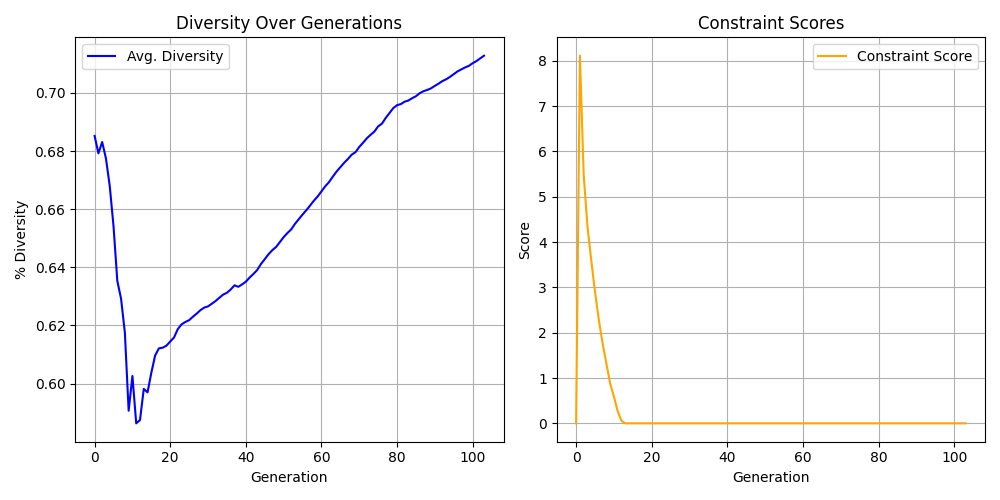 Diversity Over Generations
Avg. Diversity
% Diversity
0.70
0.68
0.66
0.64
0.62
0.60
0 20 40 60 80 100
Generation
Constraint Scores
Constraint Score
Score
8
7
6
5
4
3
2
1
0
0 20 40 60 80 100
Generation